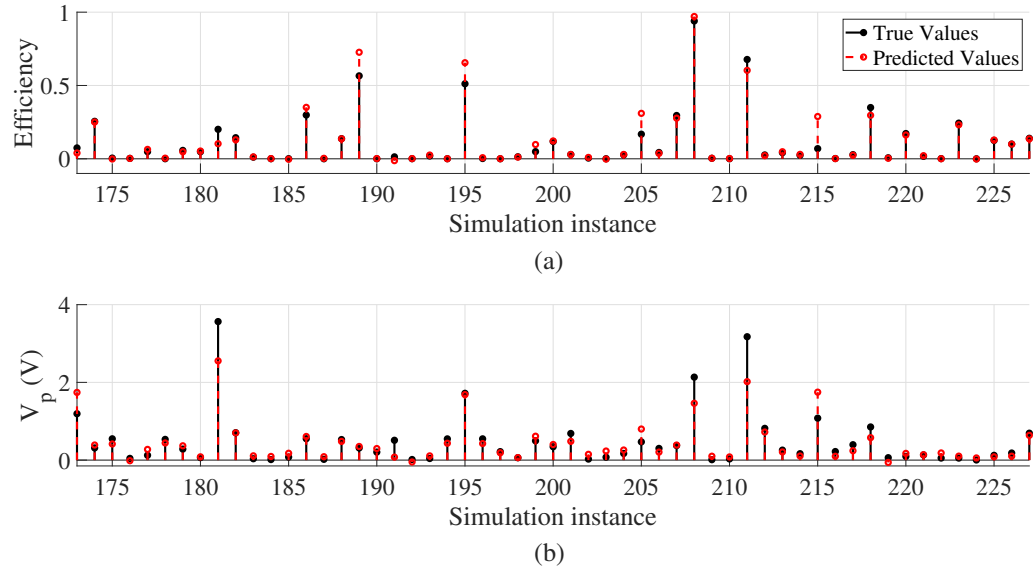 1
0.5
0
Efficiency
True Values
Predicted Values
175 180 185 190 195 200 205 210 215 220 225
Simulation instance
(a)
4
2
0
V_p (V)
175 180 185 190 195 200 205 210 215 220 225
Simulation instance
(b)